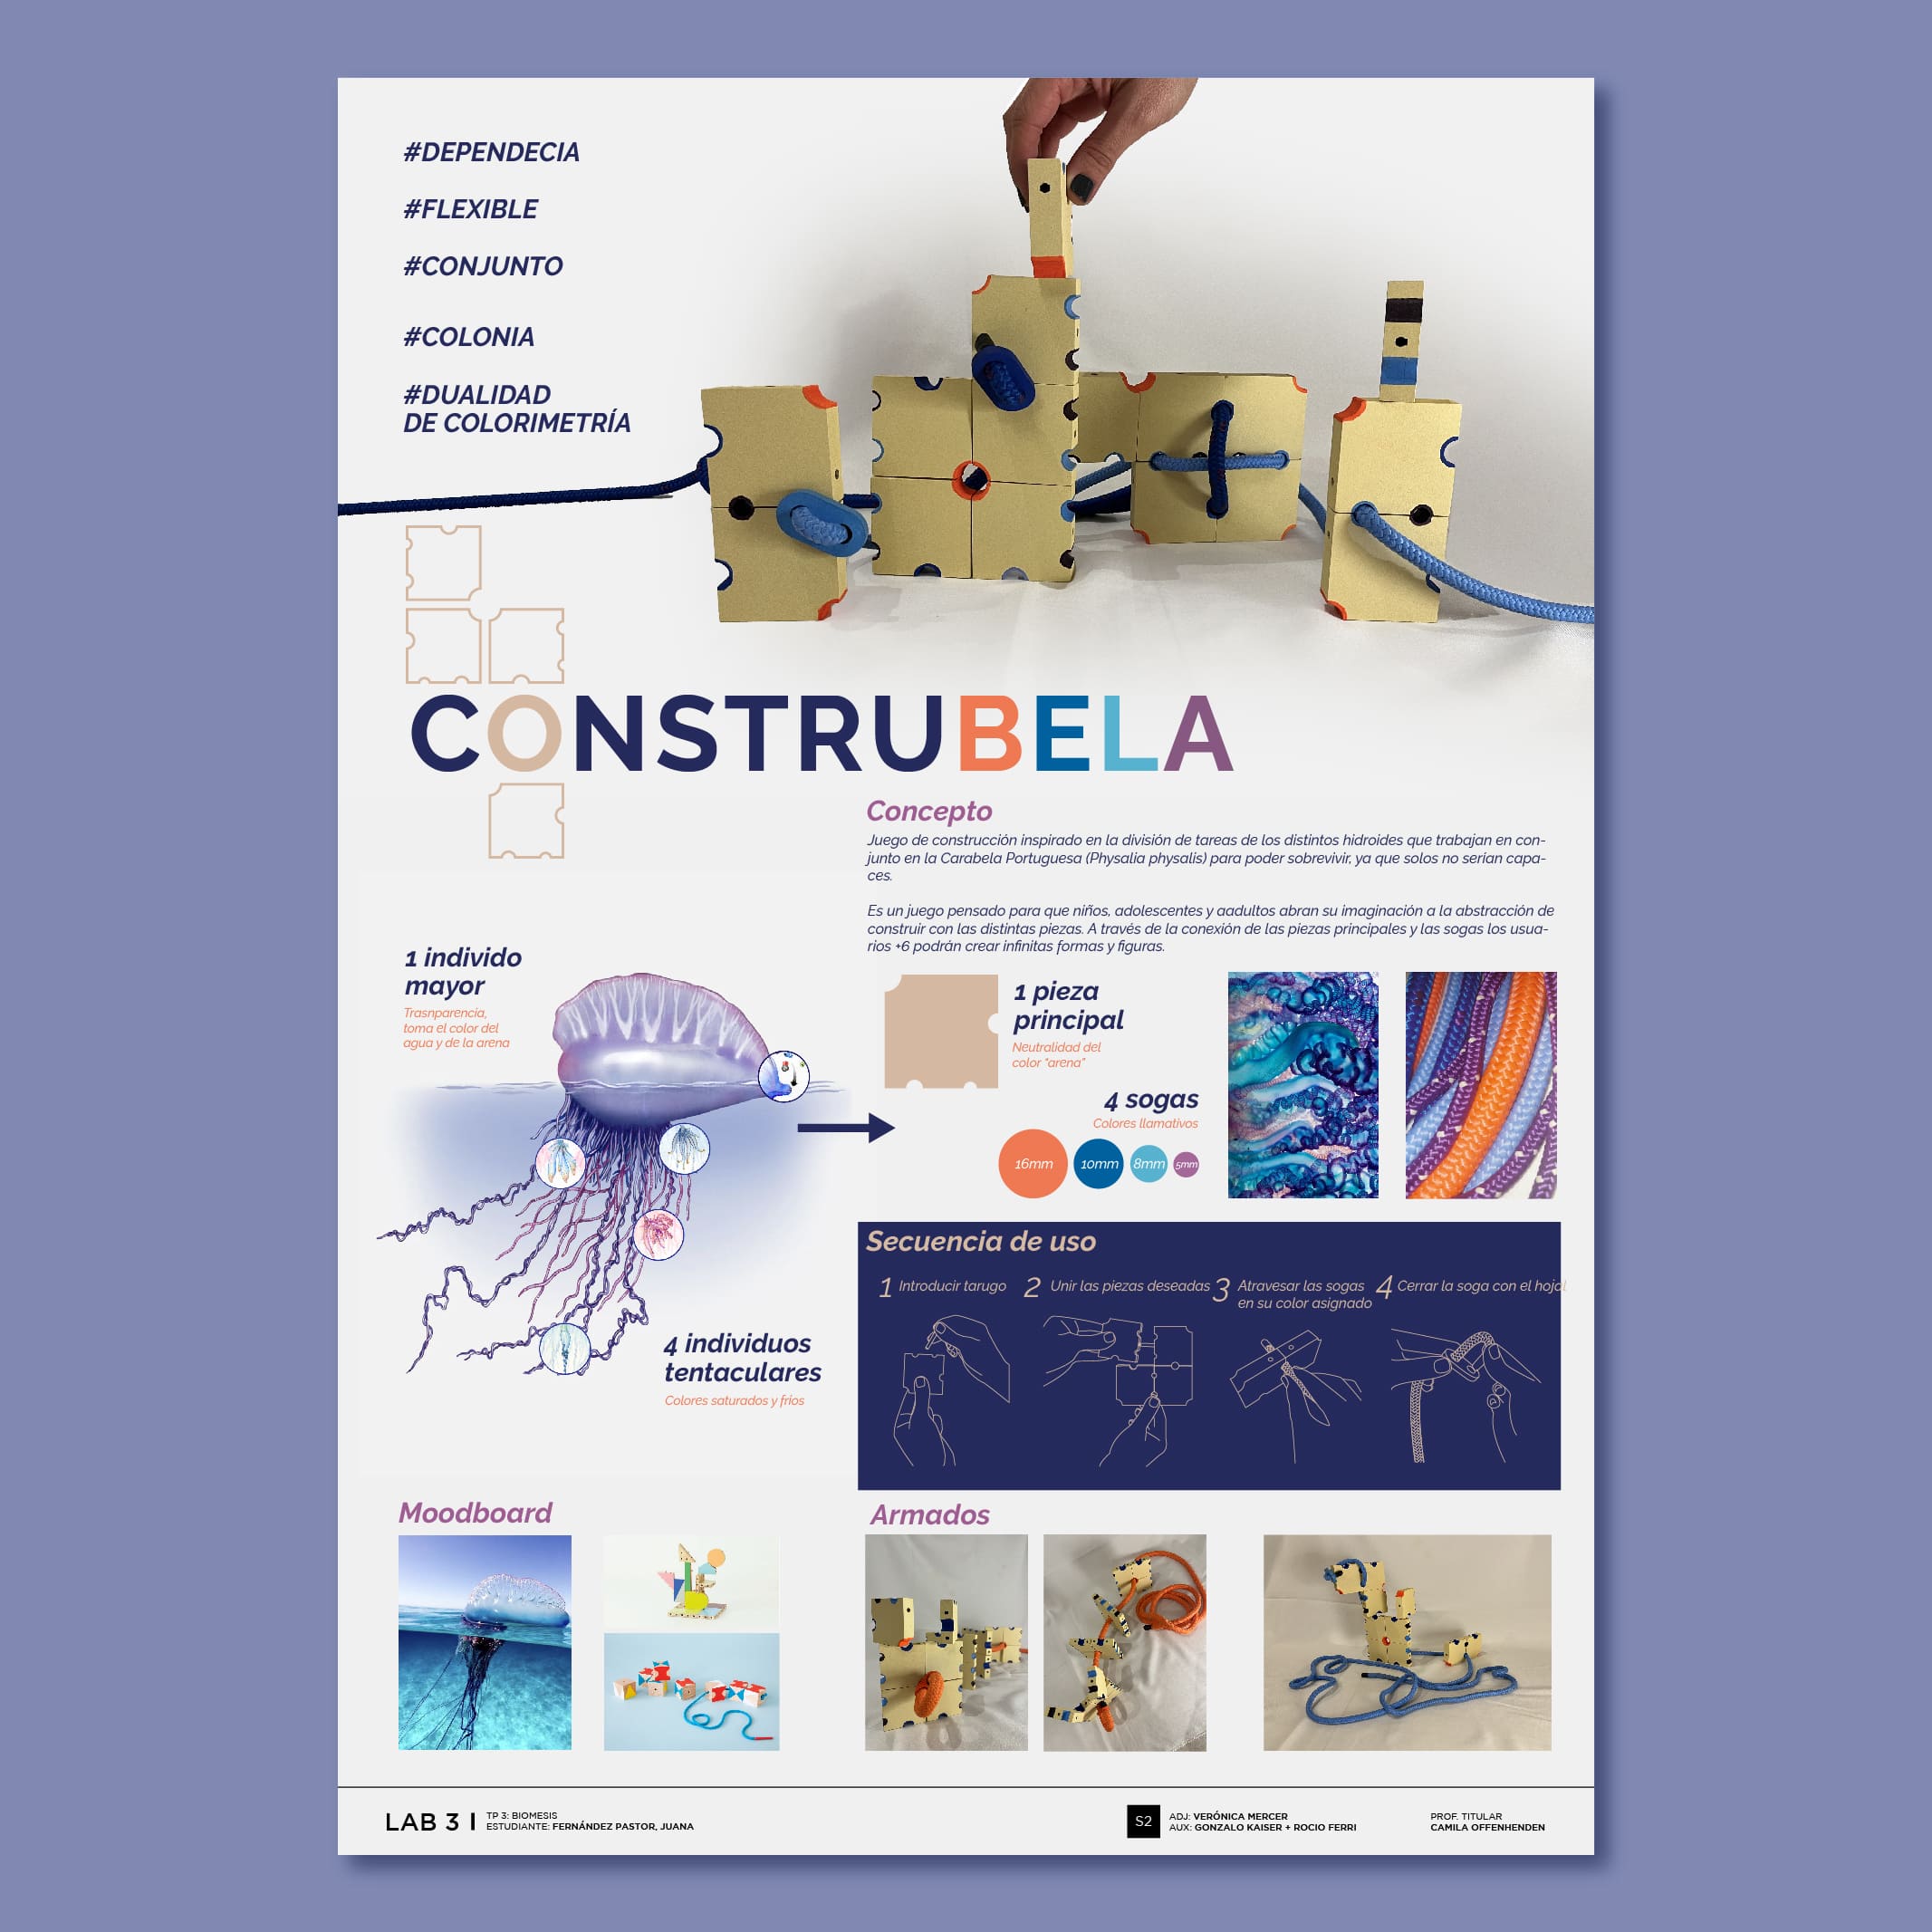 #DEPENDECIA
#FLEXIBLE
#CONJUNTO
#COLONIA
#DUALIDAD
DE COLORIMETRÍA
CONSTRUBELA
Concepto
Juego de construcción inspirado en la división de tareas de los distintos hidroides que trabajan en con-
junto en la Carabela Portuguesa (Physalia physalis) para poder sobrevivir, ya que solos no serían capa-
ces.
Es un juego pensado para que niños, adolescentes y aadultos abran su imaginación a la abstracción de
construir con las distintas piezas. A través de la conexión de las piezas principales y las sogas los usua-
rios +6 podrán crear infinitas formas y figuras.
1 individo
mayor
Trasnparencia,
toma el color del
agua y de la arena
4 individuos
tentaculares
Colores saturados y fríos
1 pieza
principal
Neutralidad del
color "arena"
4 sogas
Colores llamativos
16mm 10mm 8mm 5mm
Secuencia de uso
1 Introducir tarugo
2 Unir las piezas deseadas
3 Atravesar las sogas
en su color asignado
4 Cerrar la soga con el hojal
Moodboard
Armados
LAB 3 |
TP 3: BIOMESIS
ESTUDIANTE: FERNÁNDEZ PASTOR, JUANA
S2
ADJ: VERÓNICA MERCER
AUX: GONZALO KAISER + ROCIO FERRI
PROF. TITULAR
CAMILA OFFENHENDEN